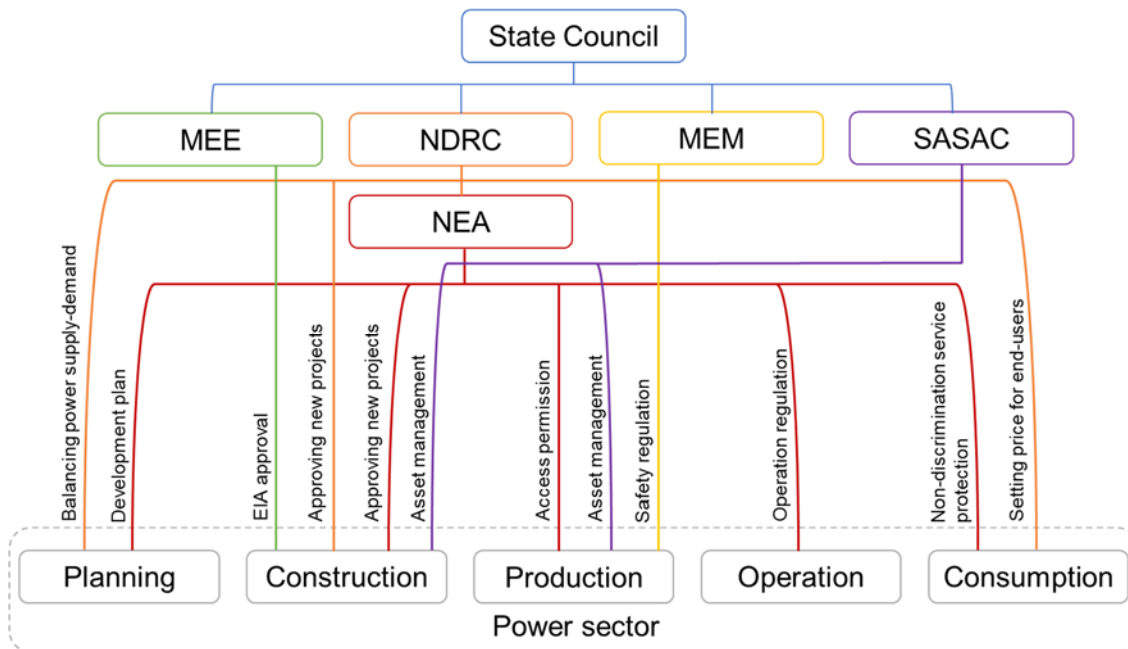 State Council
MEE
NDRC
MEM
SASAC
NEA
Balancing power supply-demand
Development plan
EIA approval
Approving new projects
Approving new projects
Asset management
Access permission
Asset management
Safety regulation
Operation regulation
Non-discrimination service
protection
Setting price for end-users
Planning
Construction
Production
Operation
Consumption
Power sector